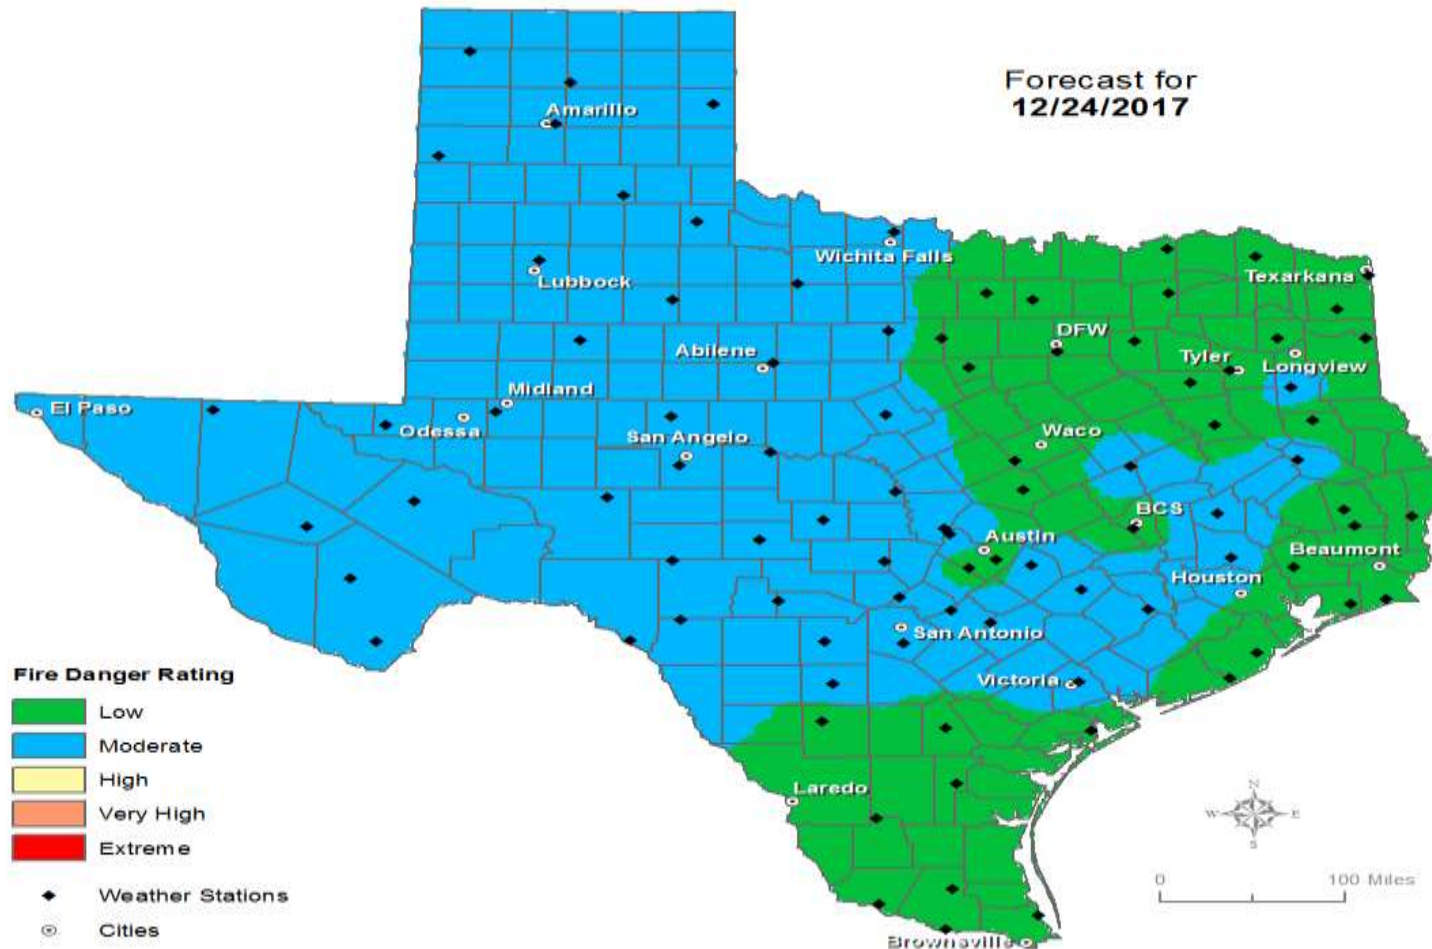 Forecast for
12/24/2017
Amarillo
Wichita Falls
Lubbock
Texarkana
DFW
Abilene
Tyler
Longview
Midland
El Paso
Odessa
San Angelo
Waco
BCS
Austin
Beaumont
Houston
San Antonio
Victoria
Fire Danger Rating
Low
Moderate
High
Very High
Extreme
Weather Stations
Cities
Laredo
Brownsville
N
W E
S
0 100 Miles